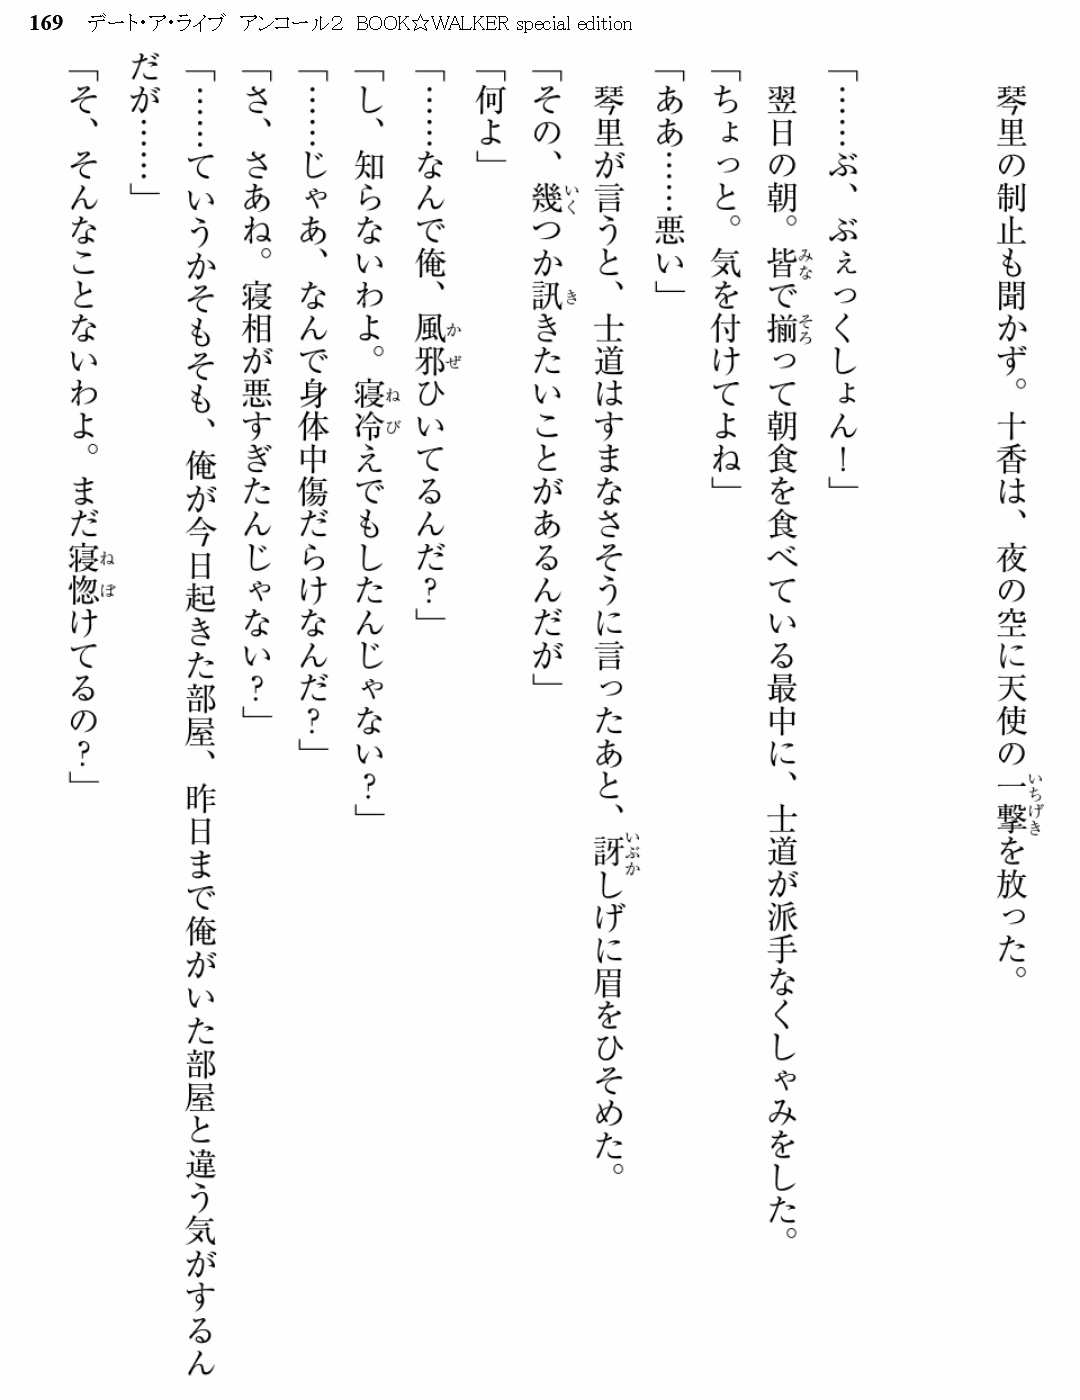 169 デート・ア・ライブ アンコール2 BOOK☆WALKER special edition
琴里の制止も聞かず。十香は、夜の空に天使の一撃を放った。
「……ぶ、ぶぇっくしょん！」
翌日の朝。皆で揃って朝食を食べている最中に、士道が派手なくしゃみをした。
「ちょっと。気を付けてよね」
「ああ……悪い」
琴里が言うと、士道はすまなさそうに言ったあと、訝しげに眉をひそめた。
「その、幾つか訊きたいことがあるんだが」
「何よ」
「……なんで俺、風邪ひいてるんだ？」
「し、知らないわよ。寝冷えでもしたんじゃない？」
「……じゃあ、なんで身体中傷だらけなんだ？」
「さ、さあね。寝相が悪すぎたんじゃない？」
「……ていうかそもそも、俺が今日起きた部屋、昨日まで俺がいた部屋と違う気がするん
だが……」
「そ、そんなことないわよ。まだ寝惚けてるの？」